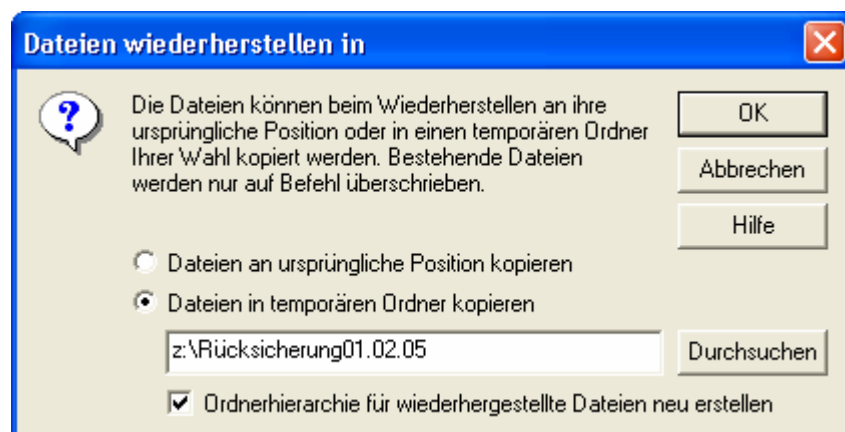 Dateien wiederherstellen in
Die Dateien können beim Wiederherstellen an ihre
ursprüngliche Position oder in einen temporären Ordner
Ihrer Wahl kopiert werden. Bestehende Dateien
werden nur auf Befehl überschrieben.
OK
Abbrechen
Hilfe
Dateien an ursprüngliche Position kopieren
Dateien in temporären Ordner kopieren
z:\Rücksicherung01.02.05
Durchsuchen
Ordnerhierarchie für wiederhergestellte Dateien neu erstellen